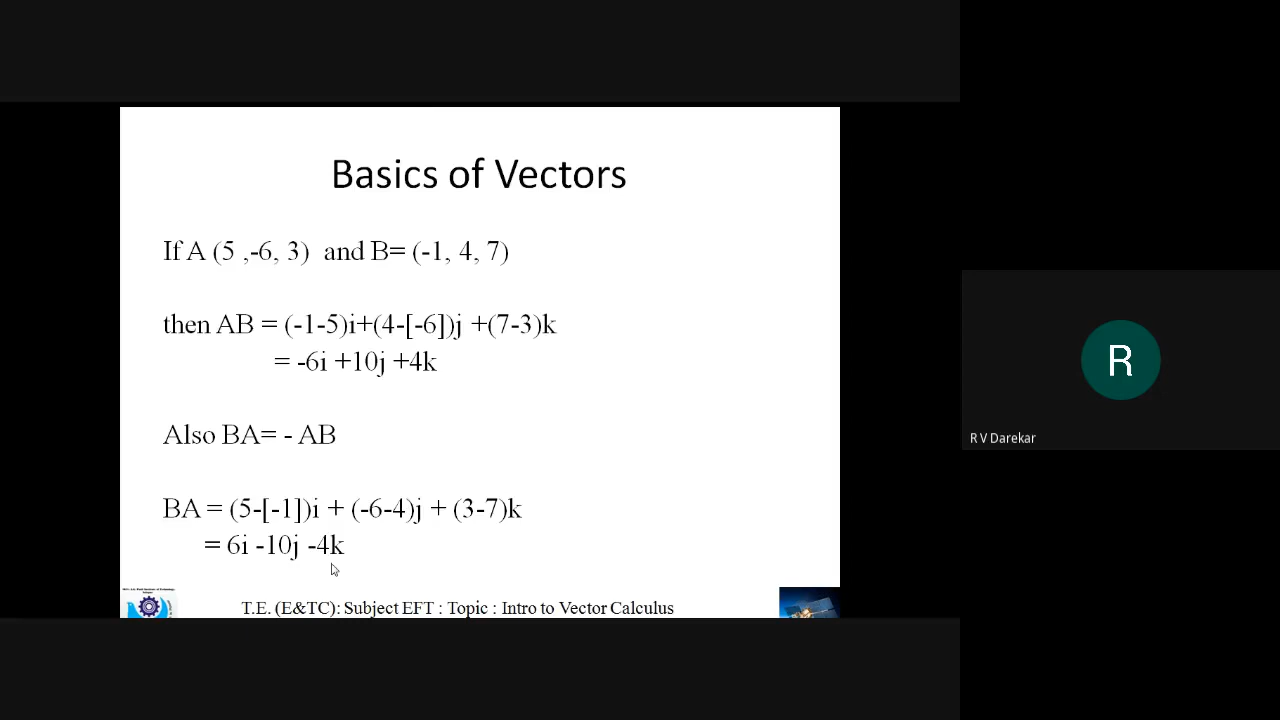 Basics of Vectors
If A (5 ,-6, 3)  and B= (-1, 4, 7)
then AB = (-1-5)i+(4-[-6])j +(7-3)k
= -6i +10j +4k
Also BA= - AB
BA = (5-[-1])i + (-6-4)j + (3-7)k
= 6i -10j -4k
T.E. (E&TC): Subject EFT : Topic : Intro to Vector Calculus
R
R V Darekar